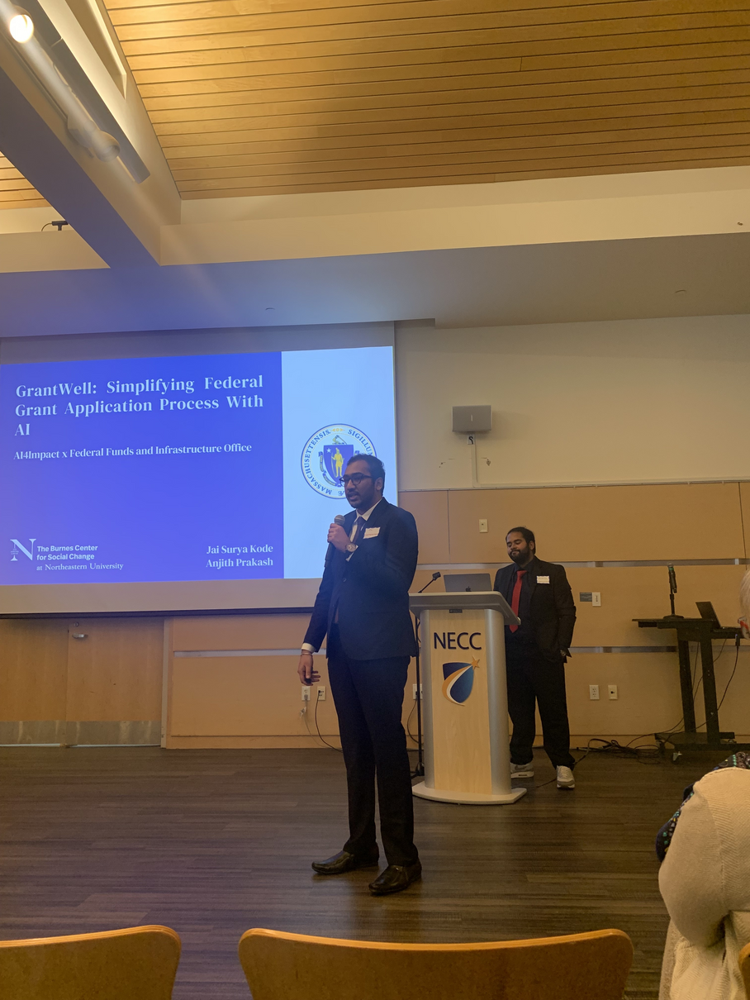 GrantWell: Simplifying Federal
Grant Application Process With
AI
AI4Impact x Federal Funds and Infrastructure Office
N
The Burnes Center
for Social Change
at Northeastern University
Jai Surya Kode
Anjith Prakash
MASSACHUSETTENSIS. SIGILLUM
NECC